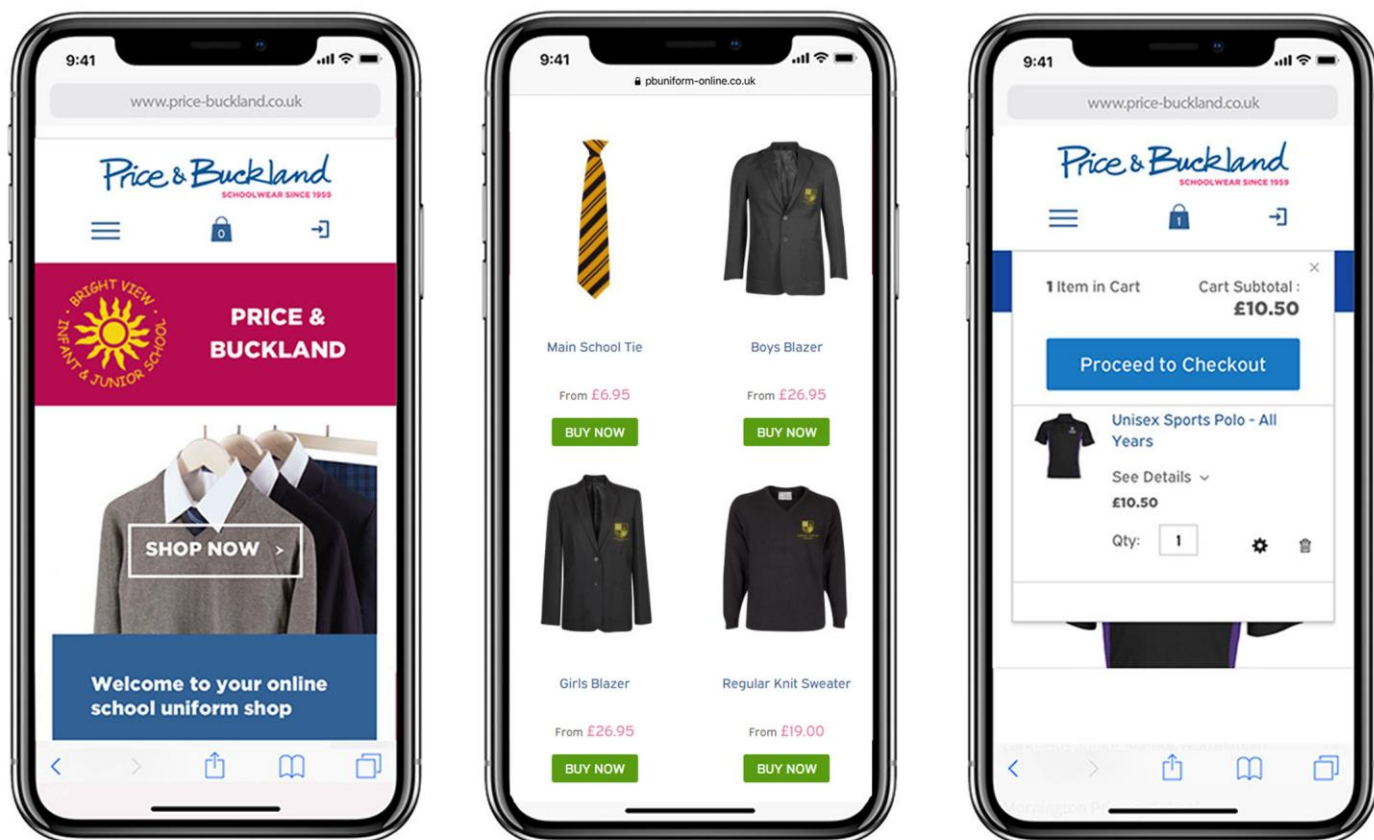 9:41
www.price-buckland.co.uk
Price & Buckland
SCHOOLWEAR SINCE 1959
0
BRIGHT VIEW
INFANT & JUNIOR SCHOOL
PRICE &
BUCKLAND
SHOP NOW >
Welcome to your online
school uniform shop
9:41
pbuniform-online.co.uk
Main School Tie
Boys Blazer
From £6.95
From £26.95
BUY NOW
BUY NOW
Girls Blazer
Regular Knit Sweater
From £26.95
From £19.00
BUY NOW
BUY NOW
9:41
www.price-buckland.co.uk
Price & Buckland
SCHOOLWEAR SINCE 1959
1
1 Item in Cart
Cart Subtotal :
£10.50
Proceed to Checkout
Unisex Sports Polo - All
Years
See Details
£10.50
Qty: 1